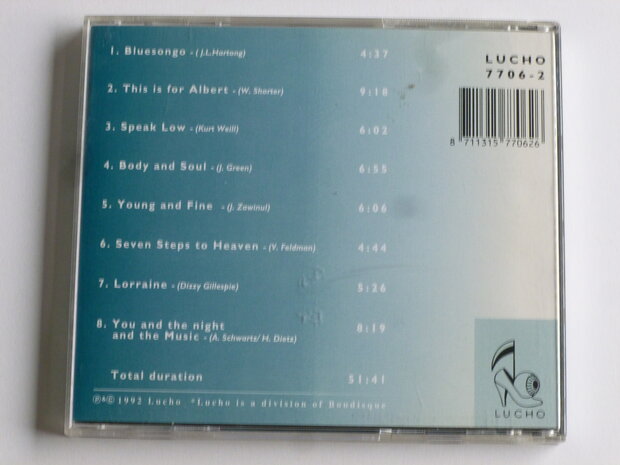 1. Bluesongo - (J.L.Hartong) 4:37
2. This is for Albert - (W. Shorter) 9:18
3. Speak Low - (Kurt Weill) 6:02
4. Body and Soul - (J. Green) 6:55
5. Young and Fine - (J. Zawinul) 6:06
6. Seven Steps to Heaven - (V. Feldman) 4:44
7. Lorraine - (Dizzy Gillespie) 5:26
8. You and the night
and the Music - (A. Schwartz/ H. Dietz) 8:19
Total duration 51:41
℗&© 1992 Lucho *Lucho is a division of Doudisque
LUCHO
7706-2
8 711315 770626
LUCHO